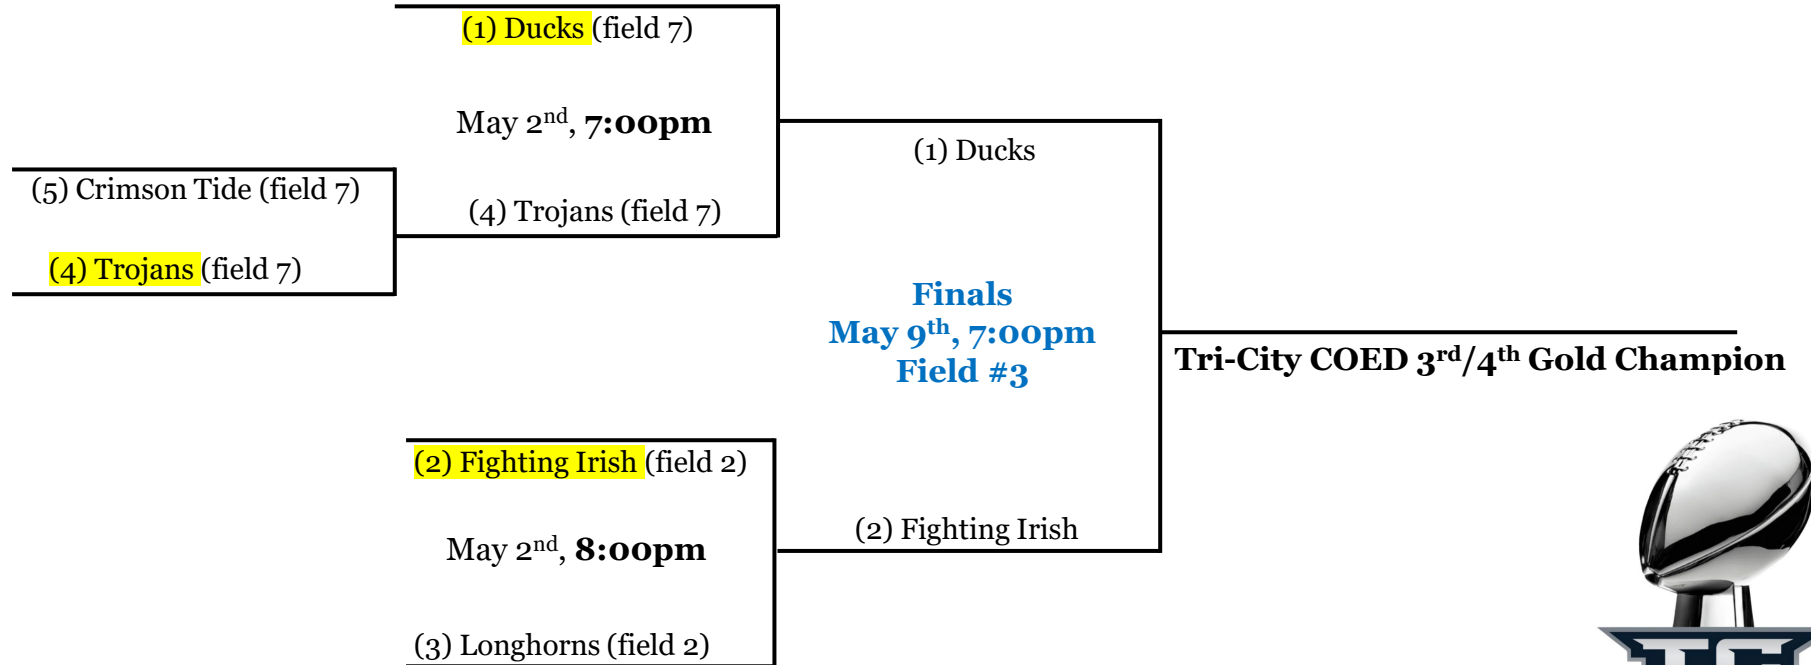 (1) Ducks (field 7)
May 2nd, 7:00pm
(1) Ducks
(5) Crimson Tide (field 7)
(4) Trojans (field 7)
(4) Trojans (field 7)
Finals
May 9th, 7:00pm
Field #3
Tri-City COED 3rd/4th Gold Champion
(2) Fighting Irish (field 2)
(2) Fighting Irish
May 2nd, 8:00pm
(3) Longhorns (field 2)